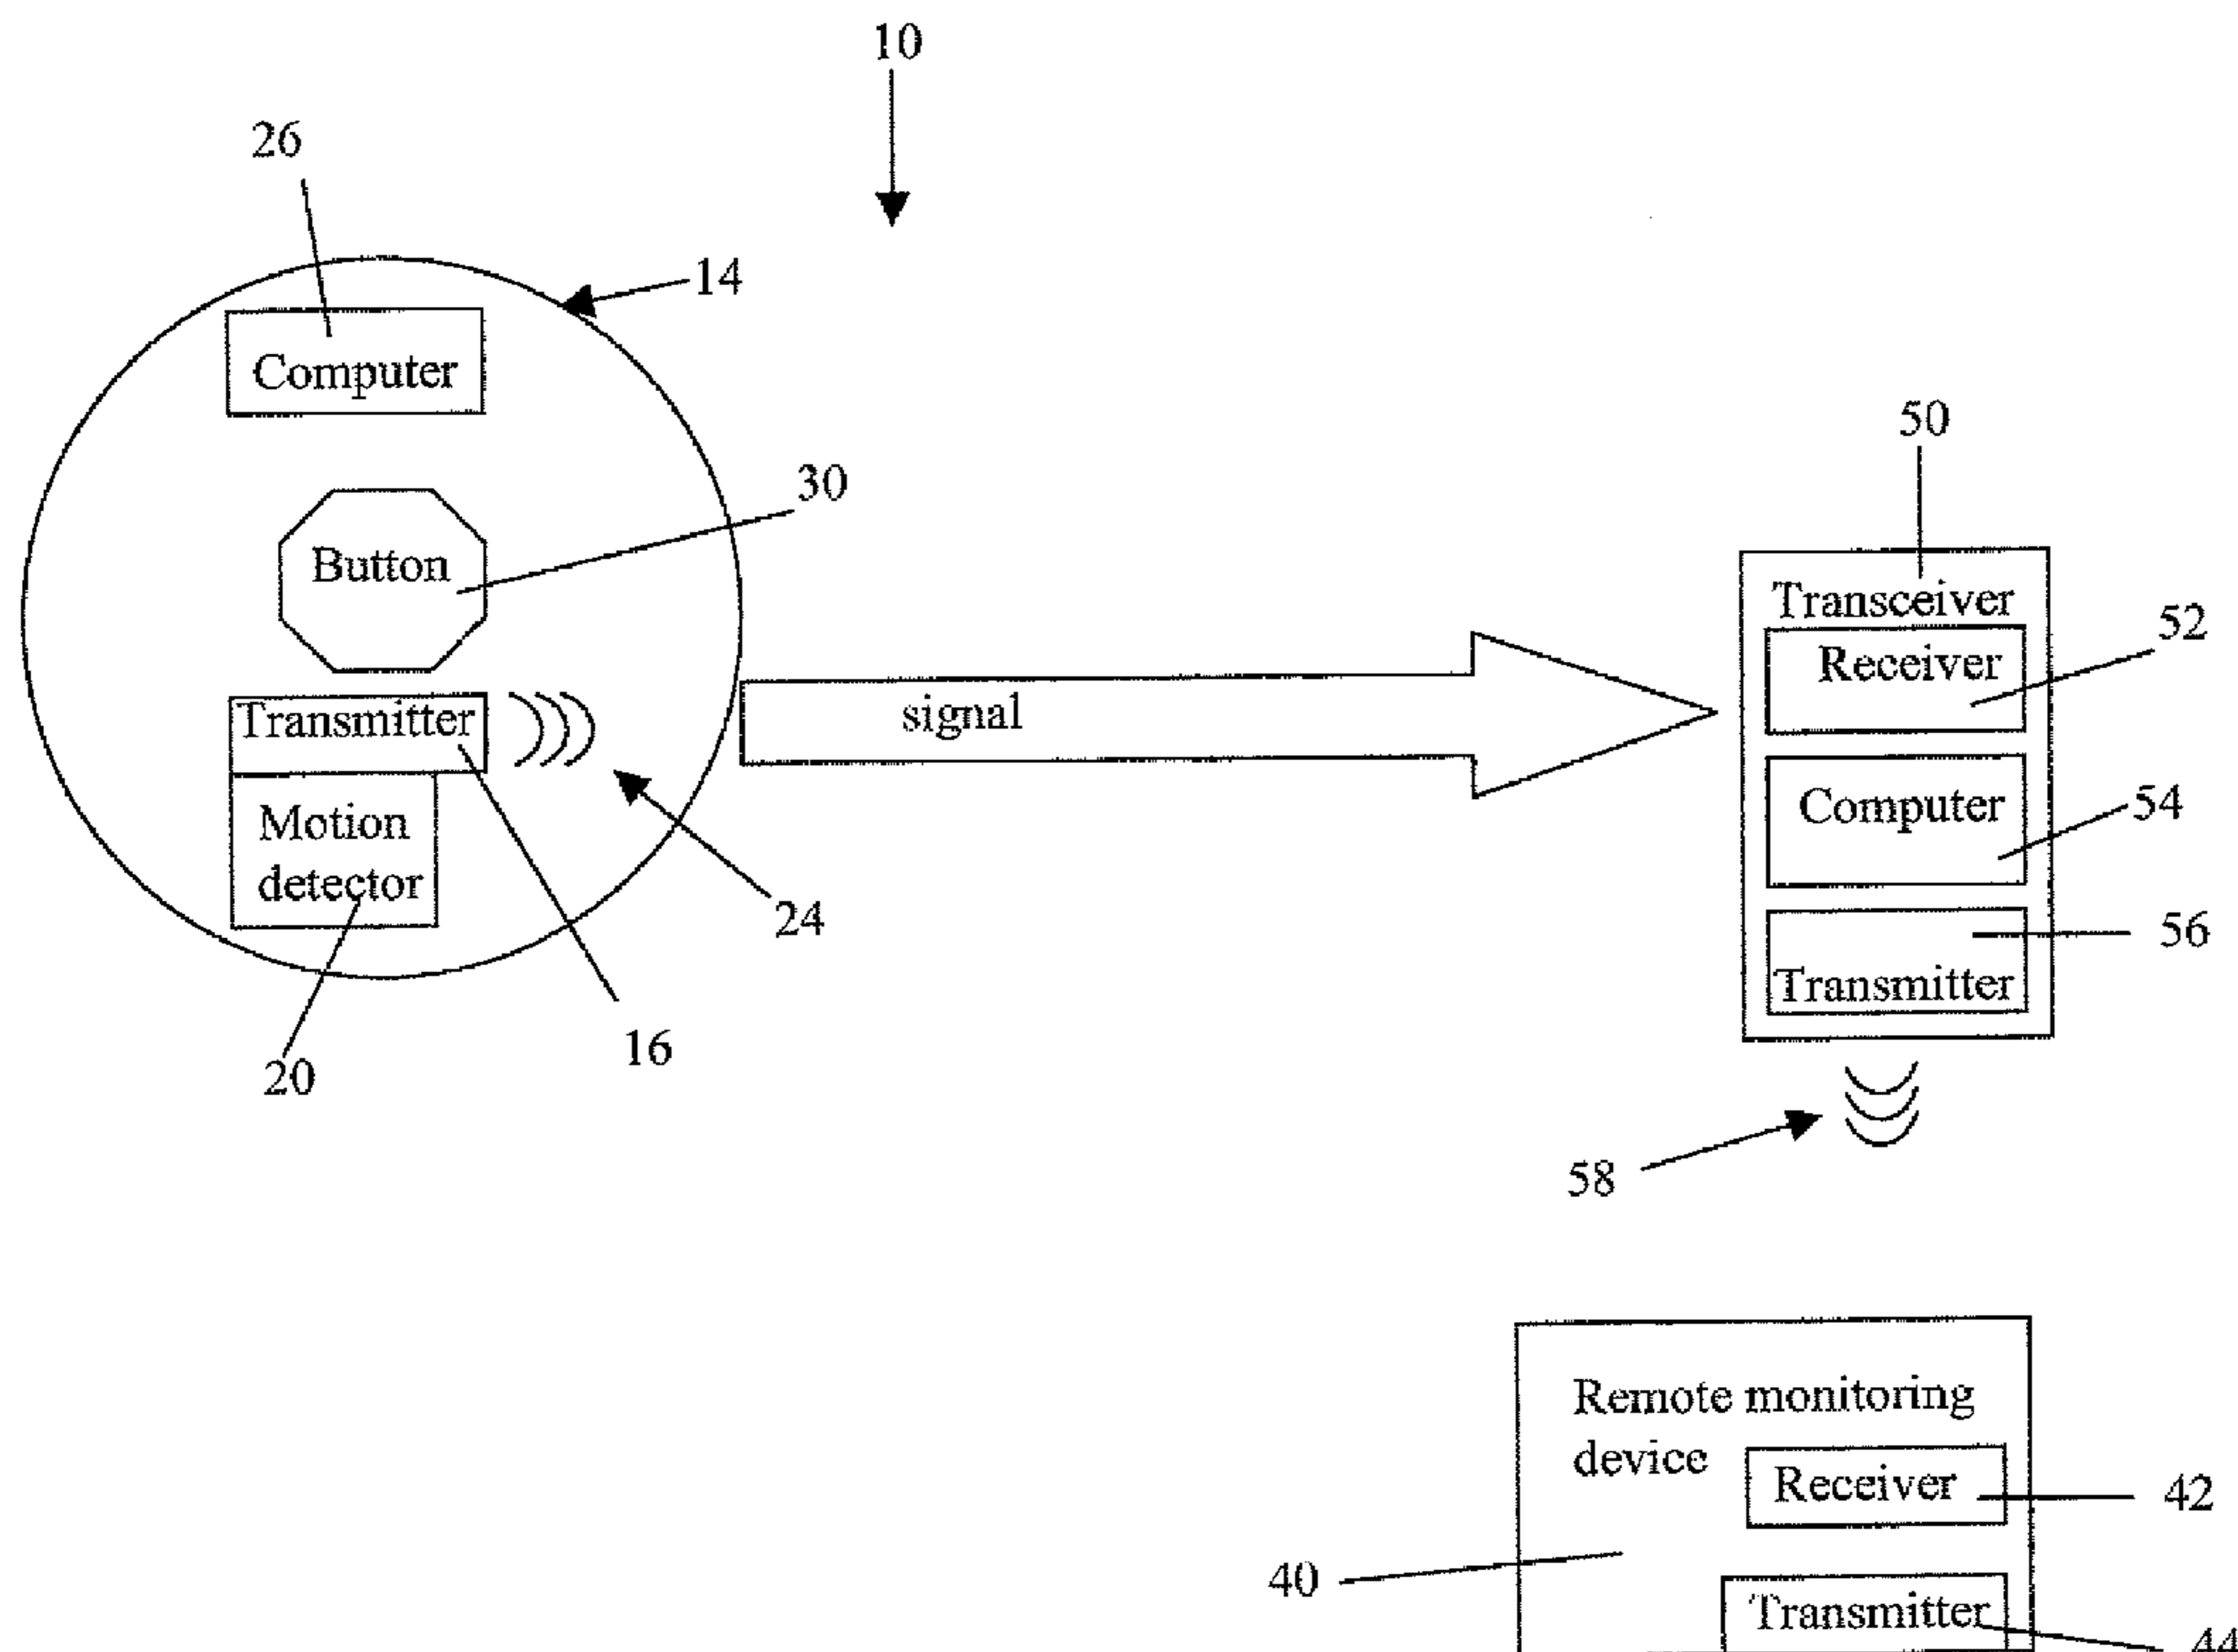 10
26
14
Computer
30
Button
50
Transceiver
52
Receiver
signal
Transmitter
Computer
54
Motion
detector
24
56
Transmitter
16
20
58
Remote monitoring
device
Receiver
42
40
Transmitter
44